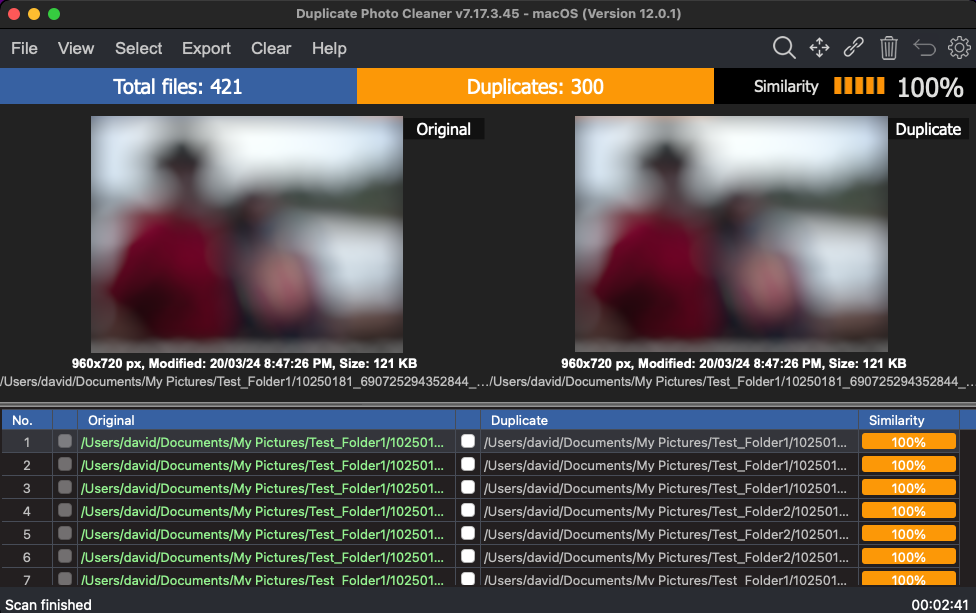 Duplicate Photo Cleaner v7.17.3.45 - macOS (Version 12.0.1)
File View Select Export Clear Help
Total files: 421 Duplicates: 300 Similarity 100%
Original Duplicate
960x720 px, Modified: 20/03/24 8:47:26 PM, Size: 121 KB 960x720 px, Modified: 20/03/24 8:47:26 PM, Size: 121 KB
/Users/david/Documents/My Pictures/Test_Folder1/10250181_690725294352844_... /Users/david/Documents/My Pictures/Test_Folder1/10250181_690725294352844_...
No. Original Duplicate Similarity
1 /Users/david/Documents/My Pictures/Test_Folder1/102501... /Users/david/Documents/My Pictures/Test_Folder1/102501... 100%
2 /Users/david/Documents/My Pictures/Test_Folder1/102501... /Users/david/Documents/My Pictures/Test_Folder1/102501... 100%
3 /Users/david/Documents/My Pictures/Test_Folder1/102501... /Users/david/Documents/My Pictures/Test_Folder1/102501... 100%
4 /Users/david/Documents/My Pictures/Test_Folder1/102501... /Users/david/Documents/My Pictures/Test_Folder2/102501... 100%
5 /Users/david/Documents/My Pictures/Test_Folder1/102501... /Users/david/Documents/My Pictures/Test_Folder2/102501... 100%
6 /Users/david/Documents/My Pictures/Test_Folder1/102501... /Users/david/Documents/My Pictures/Test_Folder2/102501... 100%
7 /Users/david/Documents/My Pictures/Test_Folder1/102501... /Users/david/Documents/My Pictures/Test_Folder1/102501... 100%
Scan finished 00:02:41